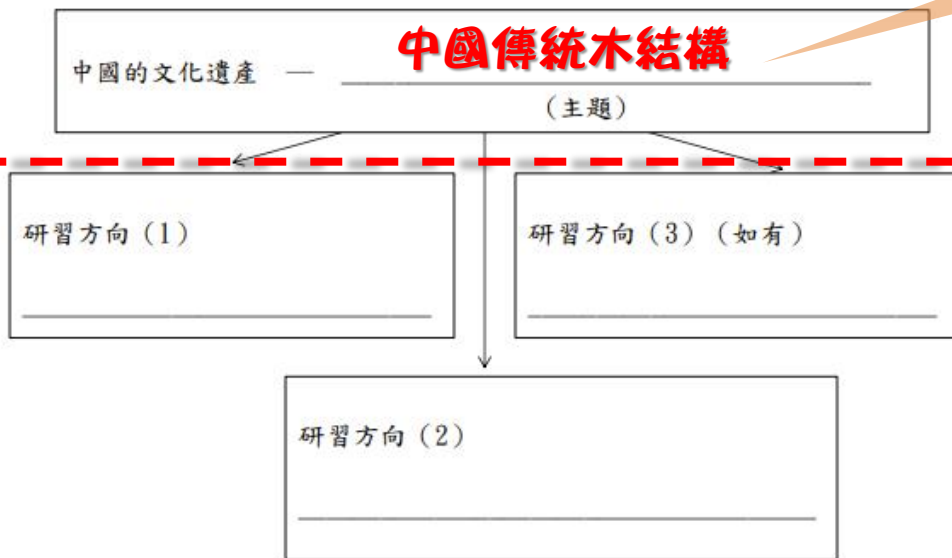 中國傳統木結構
中國的文化遺產 —
（主題）
研習方向（1）
研習方向（3）（如有）
研習方向（2）